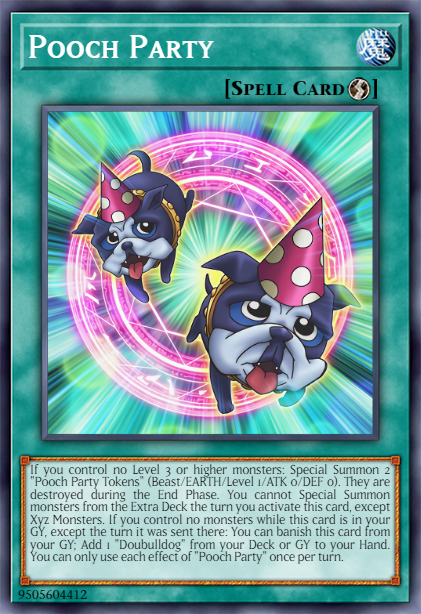 Pooch Party
魔
[Spell Card]
If you control no Level 3 or higher monsters: Special Summon 2
"Pooch Party Tokens" (Beast/EARTH/Level 1/ATK 0/DEF 0). They are
destroyed during the End Phase. You cannot Special Summon
monsters from the Extra Deck the turn you activate this card, except
Xyz Monsters. If you control no monsters while this card is in your
GY, except the turn it was sent there: You can banish this card from
your GY; Add 1 "Doubulldog" from your Deck or GY to your Hand.
You can only use each effect of "Pooch Party" once per turn.
9505604412